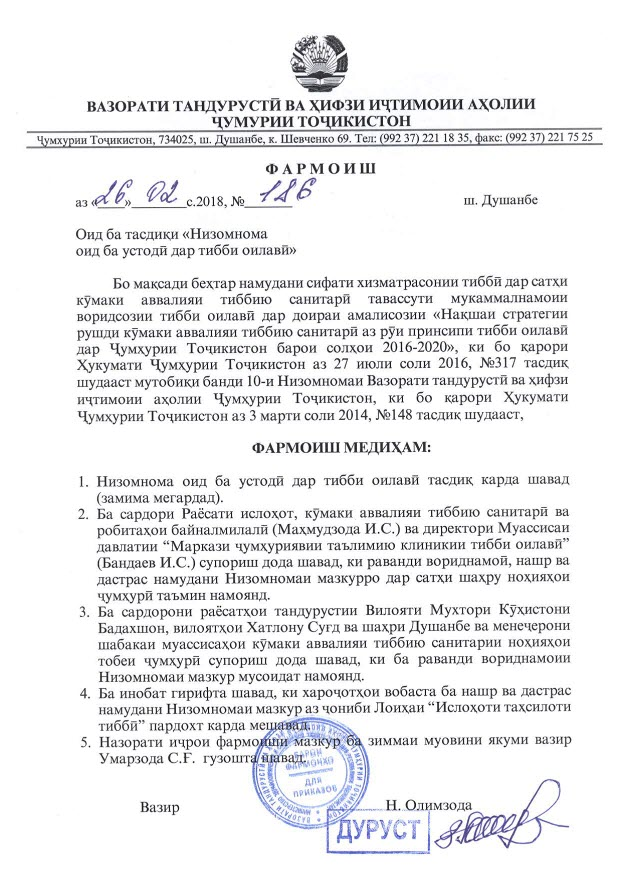 ВАЗОРАТИ ТАНДУРУСТӢ ВА ҲИФЗИ ИҶТИМОИИ АҲОЛИИ
ҶУМҲУРИИ ТОҶИКИСТОН
Ҷумҳурии Тоҷикистон, 734025, ш. Душанбе, к. Шевченко 69. Тел: (992 37) 221 18 35, факс: (992 37) 221 75 25
ФАРМОИШ
аз «26» 02 с.2018, № 186 ш. Душанбе
Оид ба тасдиқи «Низомнома
оид ба устодӣ дар тибби оилавӣ»
Бо мақсади беҳтар намудани сифати хизматрасонии тиббӣ дар сатҳи
кӯмаки аввалияи тиббию санитарӣ тавассути мукаммалнамоии
воридсозии тибби оилавӣ дар доираи амалисозии «Нақшаи стратегии
рушди кӯмаки аввалияи тиббию санитарӣ аз рӯи принсипи тибби оилавӣ
дар Ҷумҳурии Тоҷикистон барои солҳои 2016-2020», ки бо қарори
Ҳукумати Ҷумҳурии Тоҷикистон аз 27 июли соли 2016, №317 тасдиқ
шудааст мутобиқи банди 10-и Низомномаи Вазорати тандурустӣ ва ҳифзи
иҷтимоии аҳолии Ҷумҳурии Тоҷикистон, ки бо қарори Ҳукумати
Ҷумҳурии Тоҷикистон аз 3 марти соли 2014, №148 тасдиқ шудааст,
ФАРМОИШ МЕДИҲАМ:
1. Низомнома оид ба устодӣ дар тибби оилавӣ тасдиқ карда шавад
(замима мегардад).
2. Ба сардори Раёсати ислоҳот, кӯмаки аввалияи тиббию санитарӣ ва
робитаҳои байналмилалӣ (Маҳмудзода И.С.) ва директори Муассисаи
давлатии “Маркази ҷумҳуриявии таълимию клиникии тибби оилавӣ”
(Бандаев И.С.) супориш дода шавад, ки раванди вориднамоӣ, нашр ва
дастрас намудани Низомномаи мазкурро дар сатҳи шаҳру ноҳияҳои
ҷумҳурӣ таъмин намоянд.
3. Ба сардорони раёсатҳои тандурустии Вилояти Мухтори Кӯҳистони
Бадахшон, вилоятҳои Хатлону Суғд ва шаҳри Душанбе ва менеҷерони
шабакаи муассисаҳои кӯмаки аввалияи тиббию санитарии ноҳияҳои
тобеи ҷумҳурӣ супориш дода шавад, ки ба раванди вориднамоии
Низомномаи мазкур мусоидат намоянд.
4. Ба инобат гирифта шавад, ки хароҷотҳои вобаста ба нашр ва дастрас
намудани Низомномаи мазкур аз ҷониби Лоиҳаи “Ислоҳоти таҳсилоти
тиббӣ” пардохт карда мешавад.
5. Назорати иҷрои фармоиши мазкур ба зиммаи муовини якуми вазир
Умарзода С.Ғ. гузошта шавад.
БАРОИ
ФАРМОНҲО
ДЛЯ
ПРИКАЗОВ
Вазир Н. Олимзода
ДУРУСТ